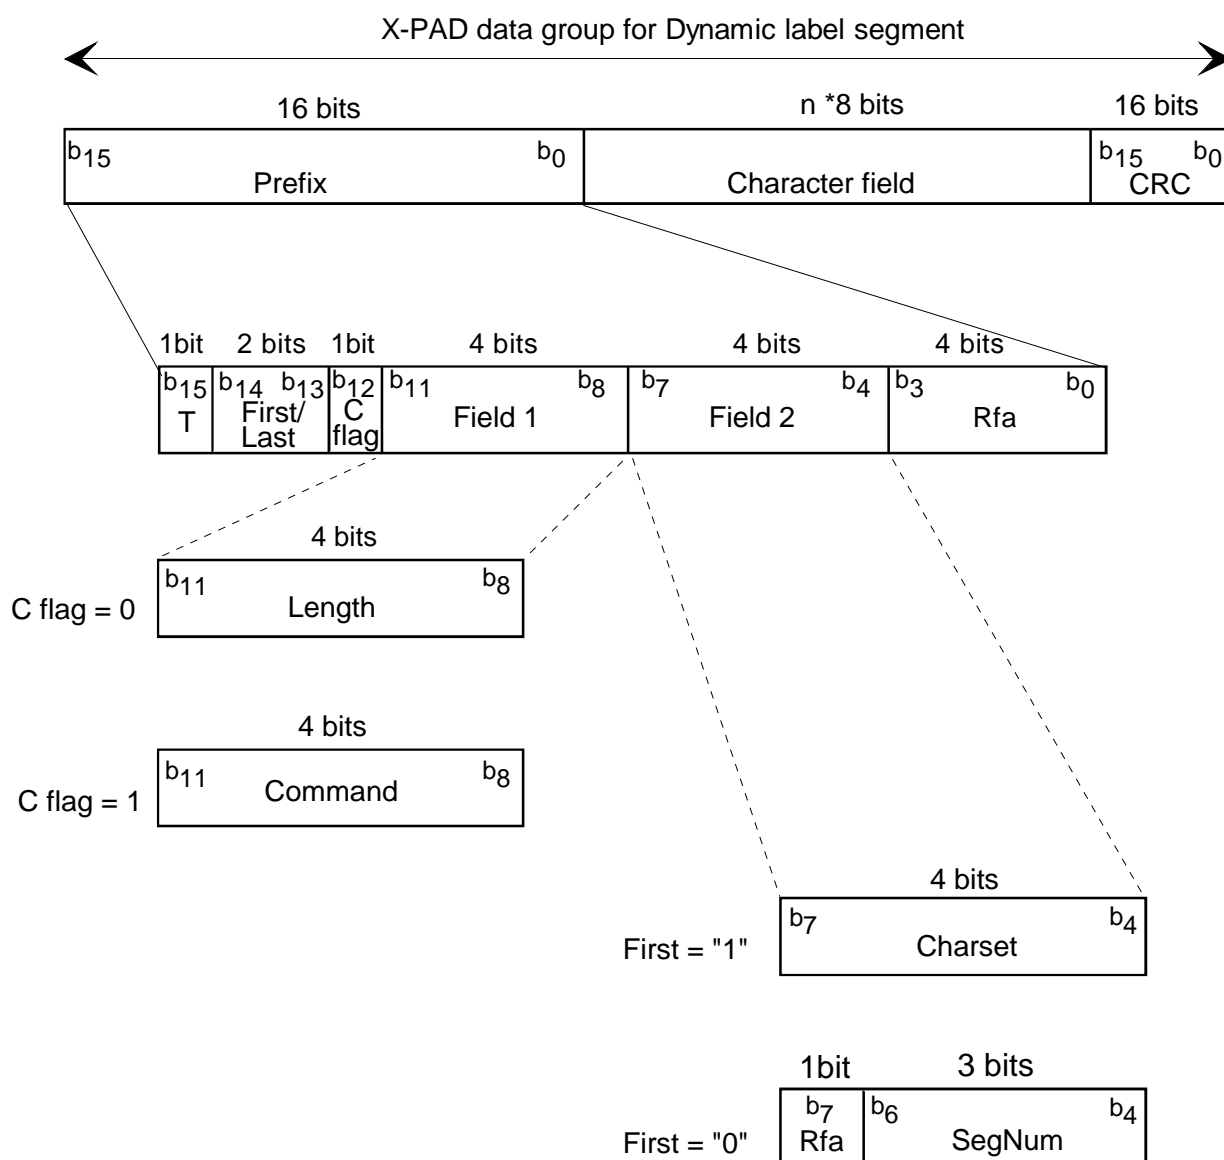 X-PAD data group for Dynamic label segment
16 bits n *8 bits 16 bits
b15 b0 b15 b0
Prefix Character field CRC
1bit 2 bits 1bit 4 bits 4 bits 4 bits
b15 b14 b13 b12 b11 b8 b7 b4 b3 b0
T First/ C Field 1 Field 2 Rfa
Last flag
4 bits
b11 b8
C flag = 0 Length
4 bits
b11 b8
C flag = 1 Command
4 bits
b7 b4
First = "1" Charset
1bit 3 bits
b7 b6 b4
First = "0" Rfa SegNum